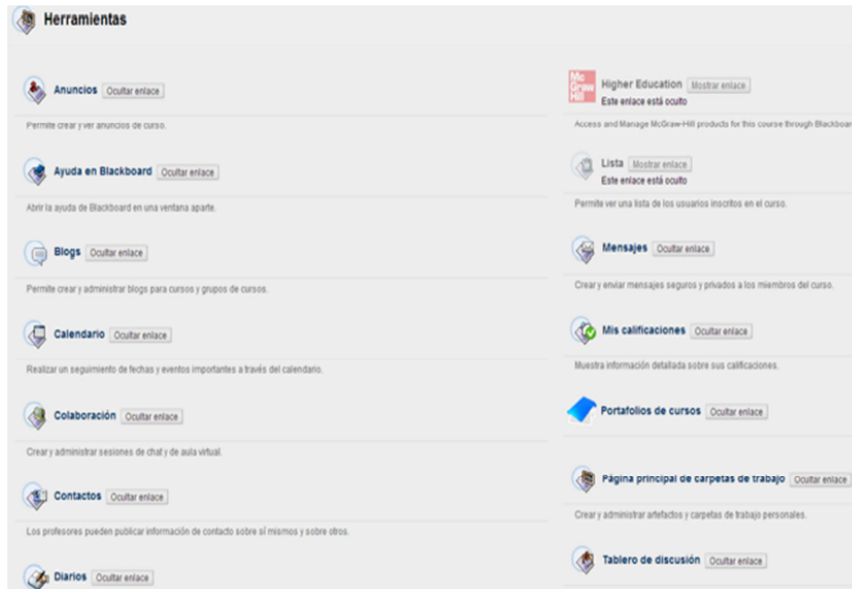 Herramientas
Anuncios Ocultar enlace
Permite crear y ver anuncios de curso.
Ayuda en Blackboard Ocultar enlace
Abrir la ayuda de Blackboard en una ventana aparte.
Blogs Ocultar enlace
Permite crear y administrar blogs para cursos y grupos de cursos.
Calendario Ocultar enlace
Realizar un seguimiento de fechas y eventos importantes a través del calendario.
Colaboración Ocultar enlace
Crear y administrar sesiones de chat y de aula virtual.
Contactos Ocultar enlace
Los profesores pueden publicar información de contacto sobre sí mismos y sobre otros.
Diarios Ocultar enlace
Mc
Graw
Hill
Higher Education Mostrar enlace
Este enlace está oculto
Access and Manage McGraw-Hill products for this course through Blackboar
Lista Mostrar enlace
Este enlace está oculto
Permite ver una lista de los usuarios inscritos en el curso.
Mensajes Ocultar enlace
Crear y enviar mensajes seguros y privados a los miembros del curso.
Mis calificaciones Ocultar enlace
Muestra información detallada sobre sus calificaciones.
Portafolios de cursos Ocultar enlace
Página principal de carpetas de trabajo Ocultar enlace
Crear y administrar artefactos y carpetas de trabajo personales.
Tablero de discusión Ocultar enlace